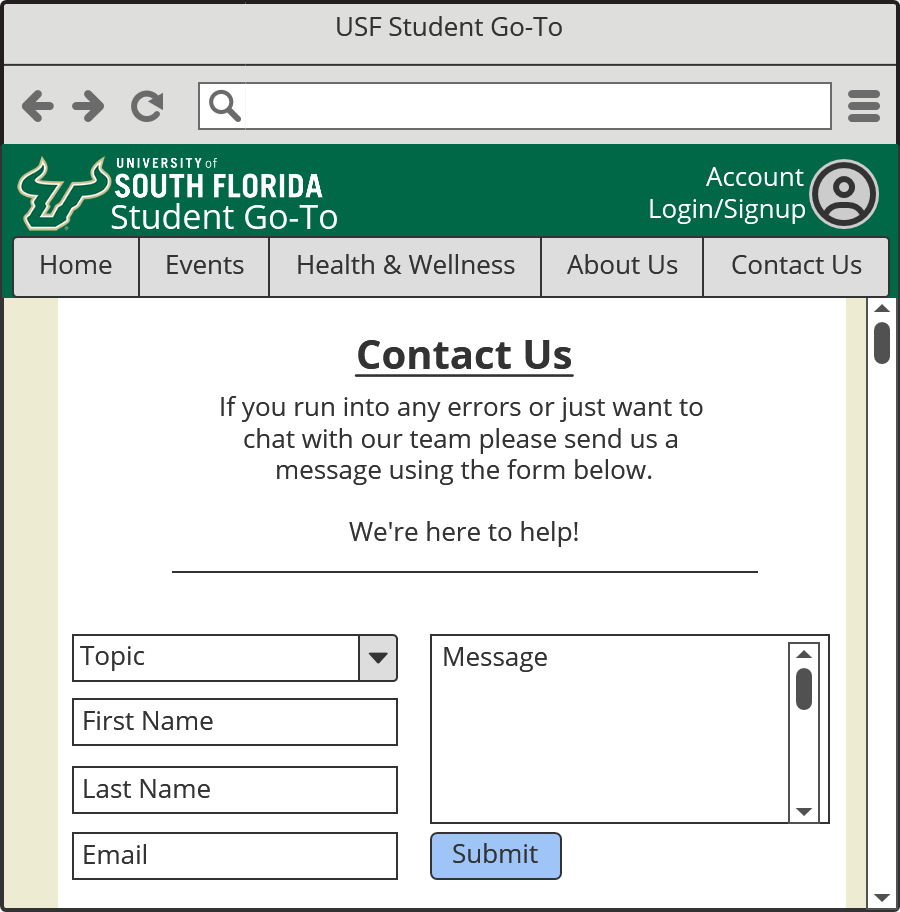 USF Student Go-To
UNIVERSITY of
SOUTH FLORIDA
Student Go-To
Account
Login/Signup
Home
Events
Health & Wellness
About Us
Contact Us
Contact Us
If you run into any errors or just want to
chat with our team please send us a
message using the form below.
We're here to help!
Topic
First Name
Last Name
Email
Message
Submit